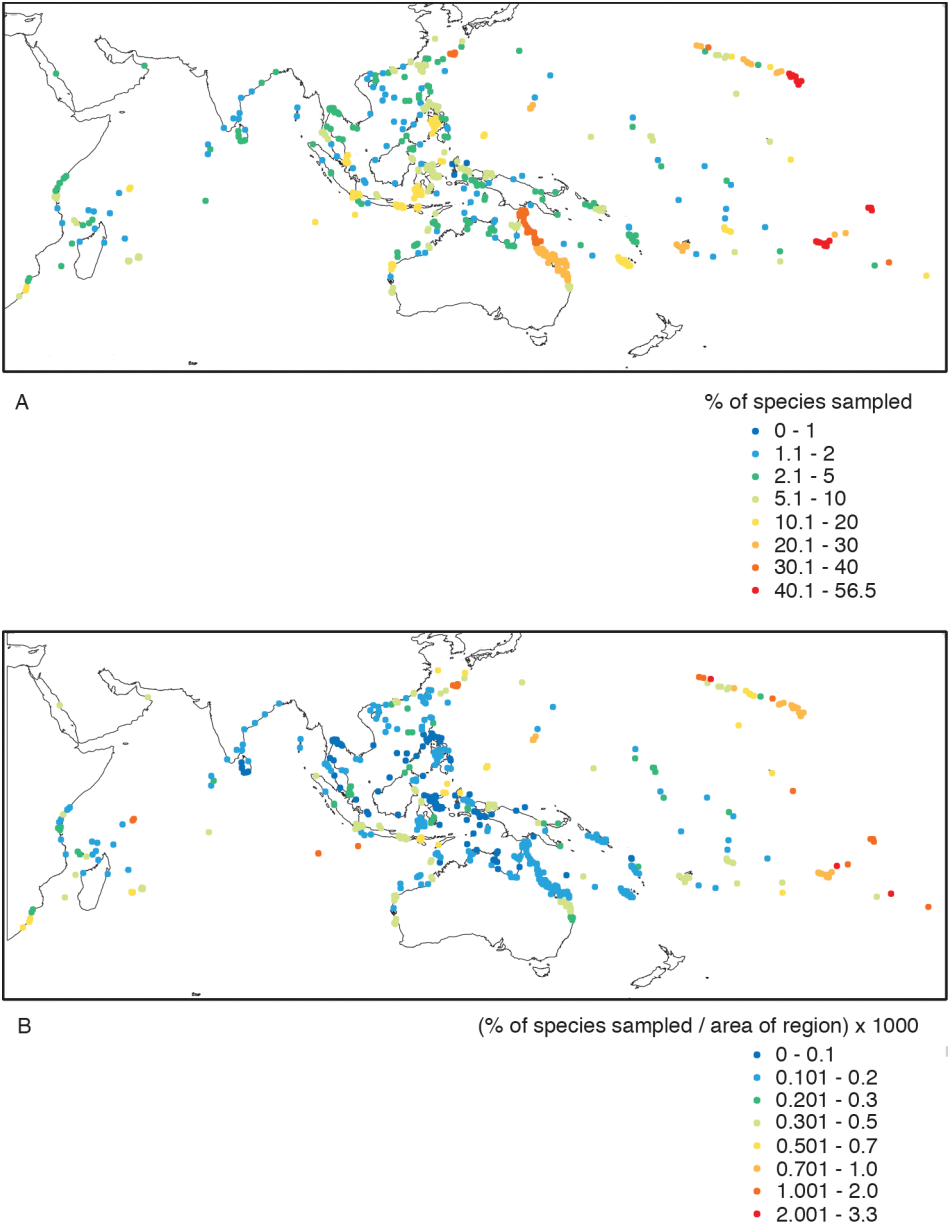 A
% of species sampled
0 - 1
1.1 - 2
2.1 - 5
5.1 - 10
10.1 - 20
20.1 - 30
30.1 - 40
40.1 - 56.5
B
(% of species sampled / area of region) x 1000
0 - 0.1
0.101 - 0.2
0.201 - 0.3
0.301 - 0.5
0.501 - 0.7
0.701 - 1.0
1.001 - 2.0
2.001 - 3.3